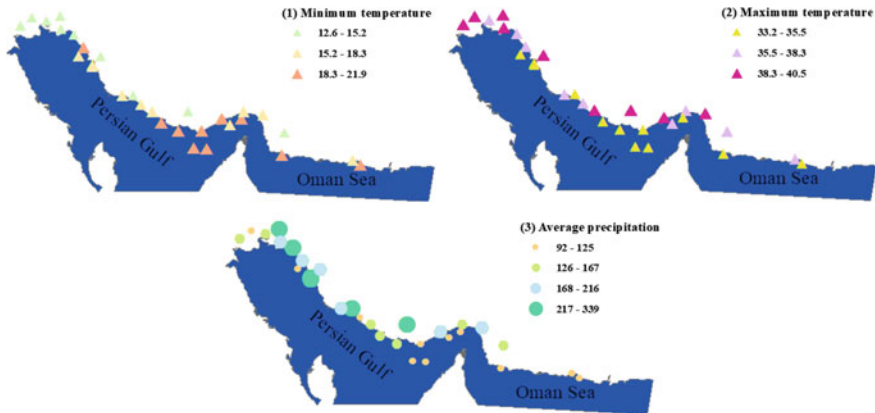 (1) Minimum temperature
12.6 - 15.2
15.2 - 18.3
18.3 - 21.9
Persian Gulf
Oman Sea
(2) Maximum temperature
33.2 - 35.5
35.5 - 38.3
38.3 - 40.5
Persian Gulf
Oman Sea
(3) Average precipitation
92 - 125
126 - 167
168 - 216
217 - 339
Persian Gulf
Oman Sea